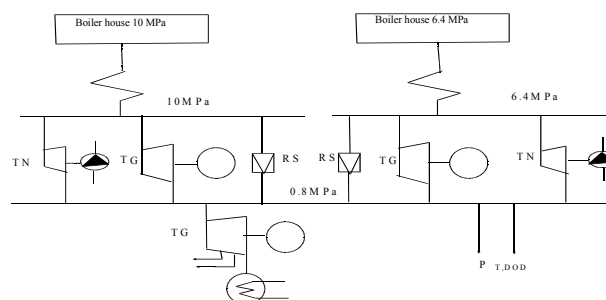 Boiler house 10 MPa
Boiler house 6.4 MPa
10MPa
6.4MPa
TN
TG
RS
RS
TG
TN
0.8MPa
TG
P T,DOD